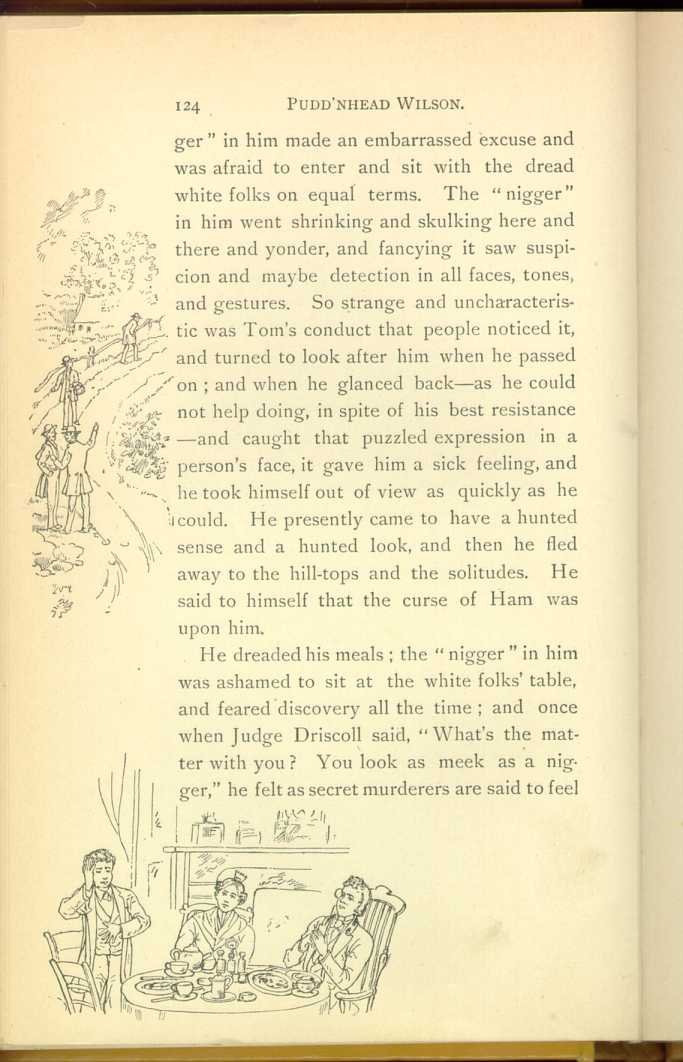 124 PUDD'NHEAD WILSON.
ger" in him made an embarrassed excuse and
was afraid to enter and sit with the dread
white folks on equal terms. The "nigger"
in him went shrinking and skulking here and
there and yonder, and fancying it saw suspi-
cion and maybe detection in all faces, tones,
and gestures. So strange and uncharacteris-
tic was Tom's conduct that people noticed it,
and turned to look after him when he passed
on ; and when he glanced back—as he could
not help doing, in spite of his best resistance
—and caught that puzzled expression in a
person's face, it gave him a sick feeling, and
he took himself out of view as quickly as he
could. He presently came to have a hunted
sense and a hunted look, and then he fled
away to the hill-tops and the solitudes. He
said to himself that the curse of Ham was
upon him.
He dreaded his meals ; the "nigger" in him
was ashamed to sit at the white folks' table,
and feared discovery all the time ; and once
when Judge Driscoll said, "What's the mat-
ter with you ? You look as meek as a nig-
ger," he felt as secret murderers are said to feel